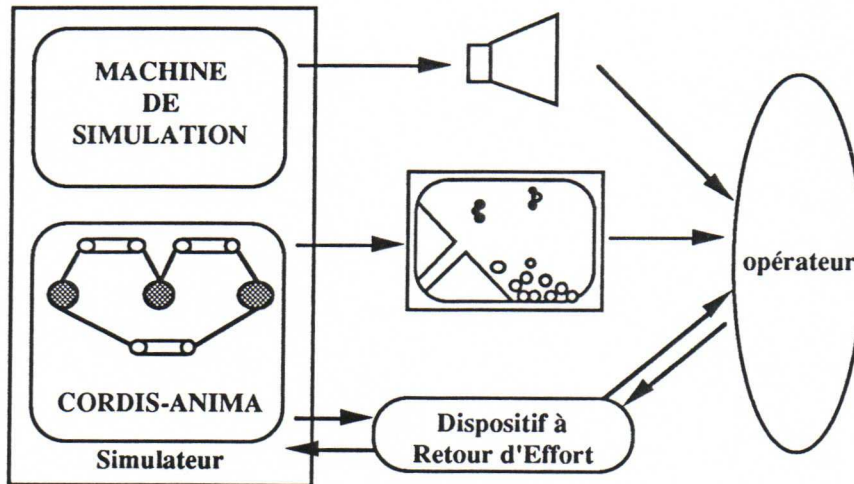 MACHINE
DE
SIMULATION
opérateur
CORDIS-ANIMA
Simulateur
Dispositif à
Retour d'Effort